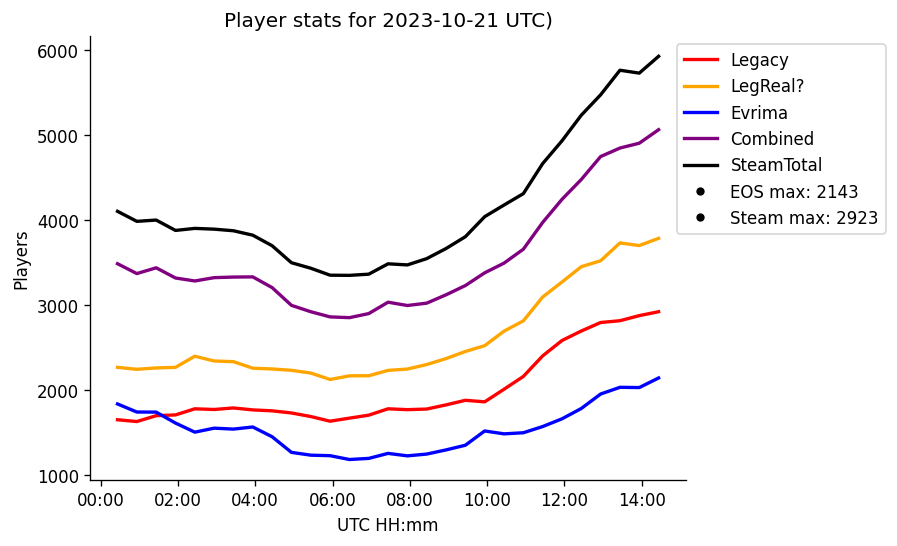 Player stats for 2023-10-21 UTC)
6000
5000
4000
3000
2000
1000
Players
00:00 02:00 04:00 06:00 08:00 10:00 12:00 14:00
UTC HH:mm
Legacy
LegReal?
Evrima
Combined
SteamTotal
EOS max: 2143
Steam max: 2923